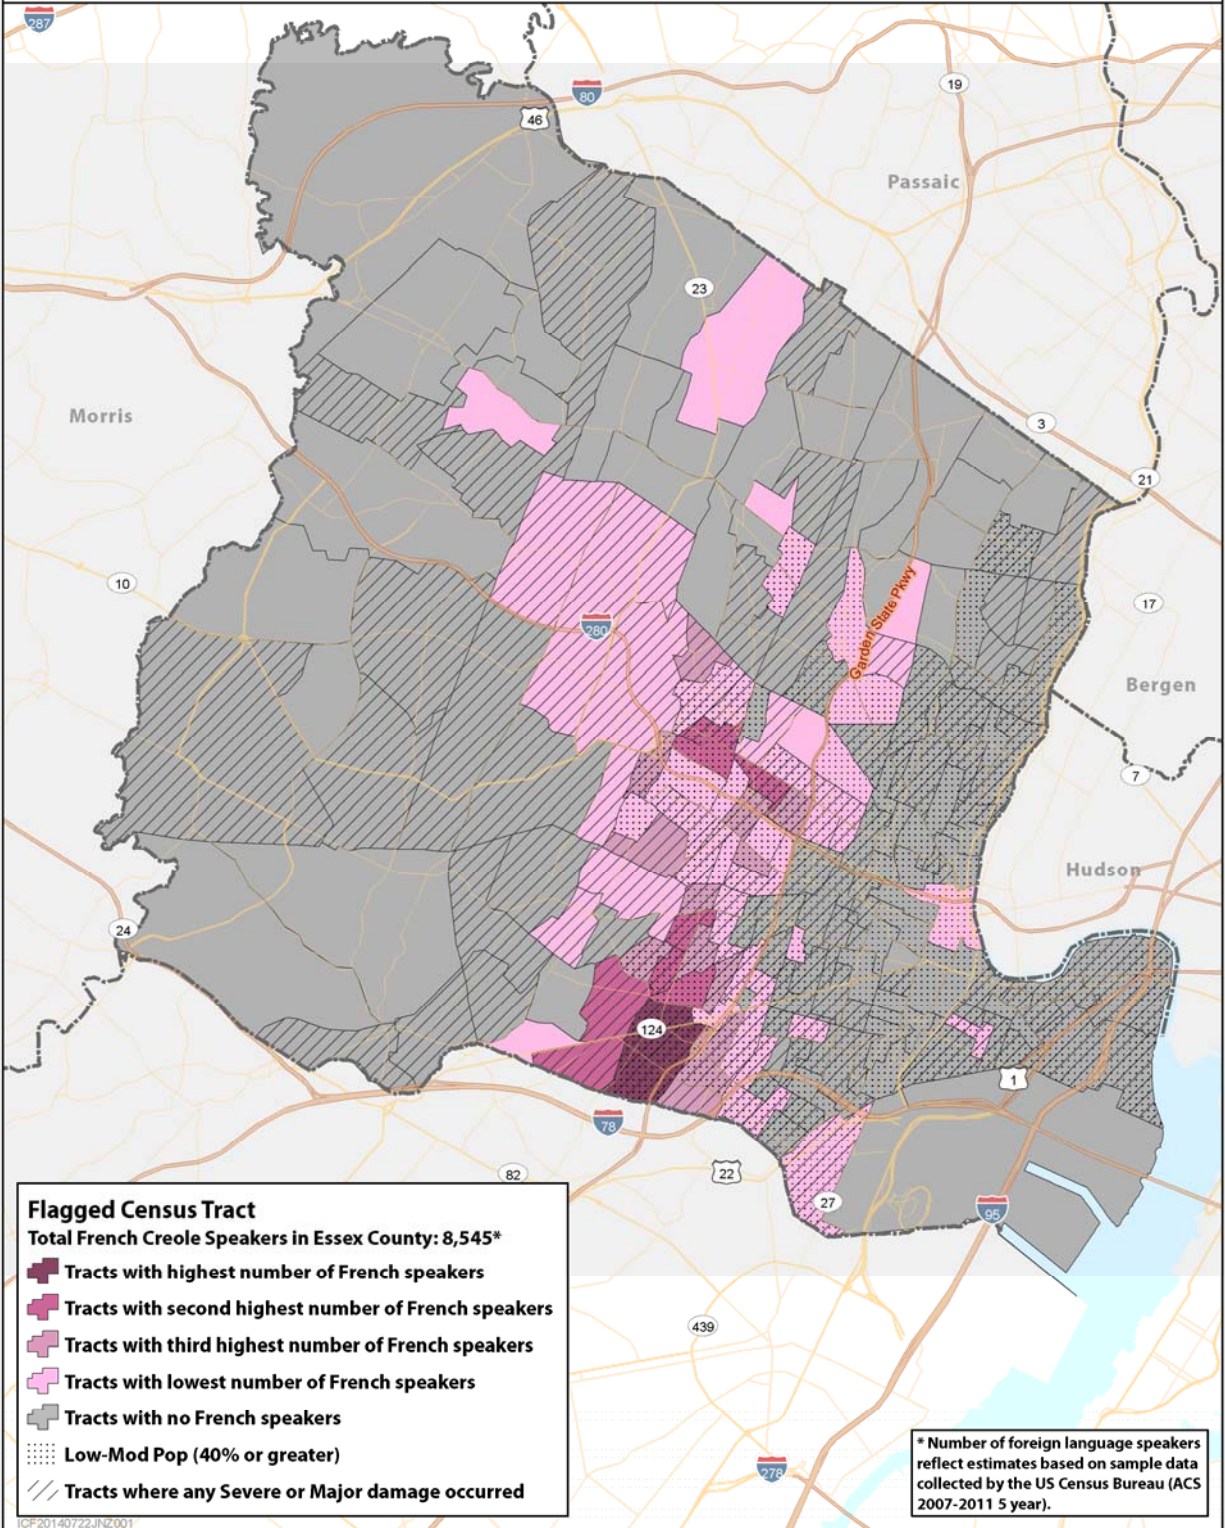 287
80
19
46
Passaic
23
Morris
3
21
10
17
Garden State Pkwy
280
Bergen
7
Hudson
24
124
1
78
82
22
27
95
Flagged Census Tract
Total French Creole Speakers in Essex County: 8,545*
Tracts with highest number of French speakers
Tracts with second highest number of French speakers
Tracts with third highest number of French speakers
Tracts with lowest number of French speakers
Tracts with no French speakers
Low-Mod Pop (40% or greater)
Tracts where any Severe or Major damage occurred
439
278
* Number of foreign language speakers
reflect estimates based on sample data
collected by the US Census Bureau (ACS
2007-2011 5 year).
ICF20140722JNZ001